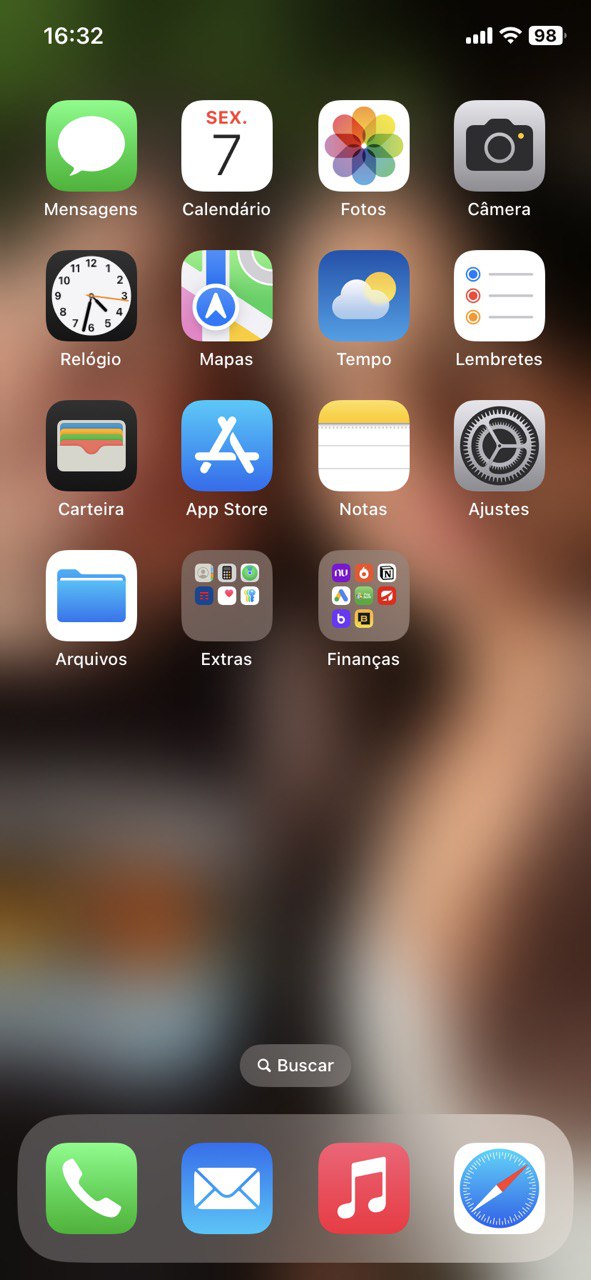 16:32
98
SEX.
7
Mensagens
Calendário
Fotos
Câmera
12
11
1
10
2
9
3
8
4
7
5
6
Relógio
Mapas
Tempo
Lembretes
Carteira
App Store
Notas
Ajustes
Arquivos
Extras
Finanças
Buscar